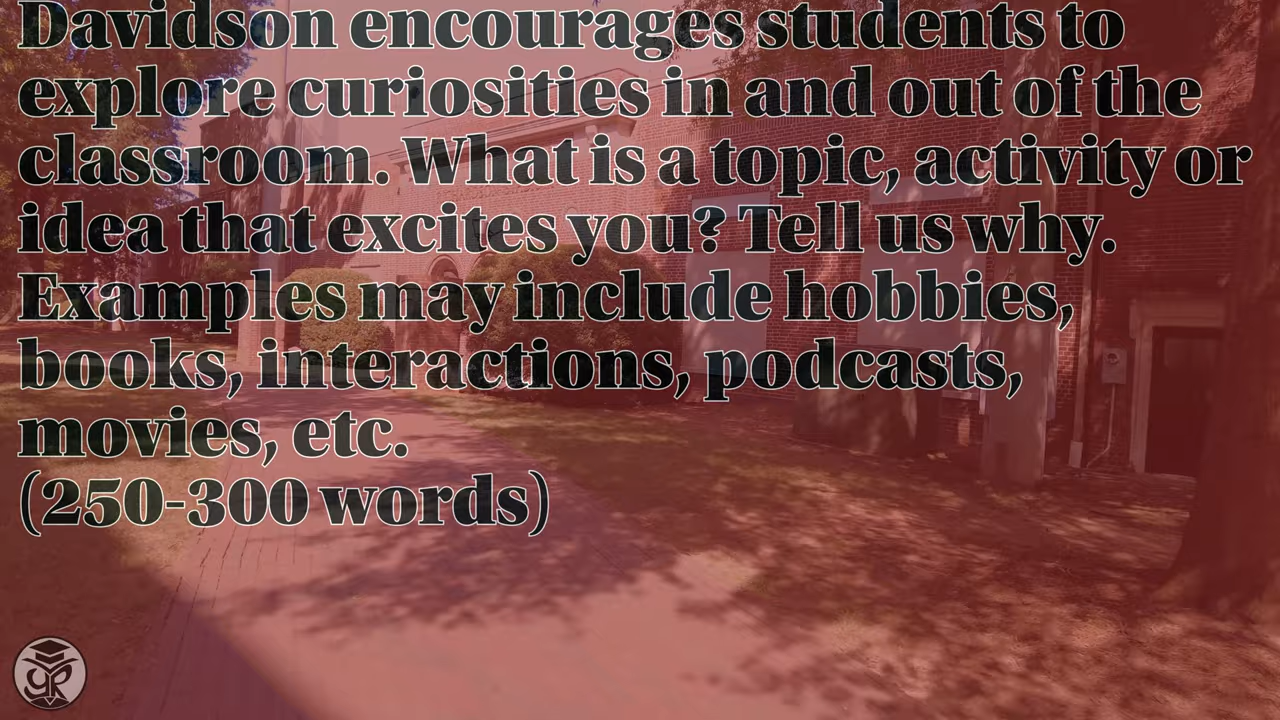 Davidson encourages students to
explore curiosities in and out of the
classroom. What is a topic, activity or
idea that excites you? Tell us why.
Examples may include hobbies,
books, interactions, podcasts,
movies, etc.
(250-300 words)